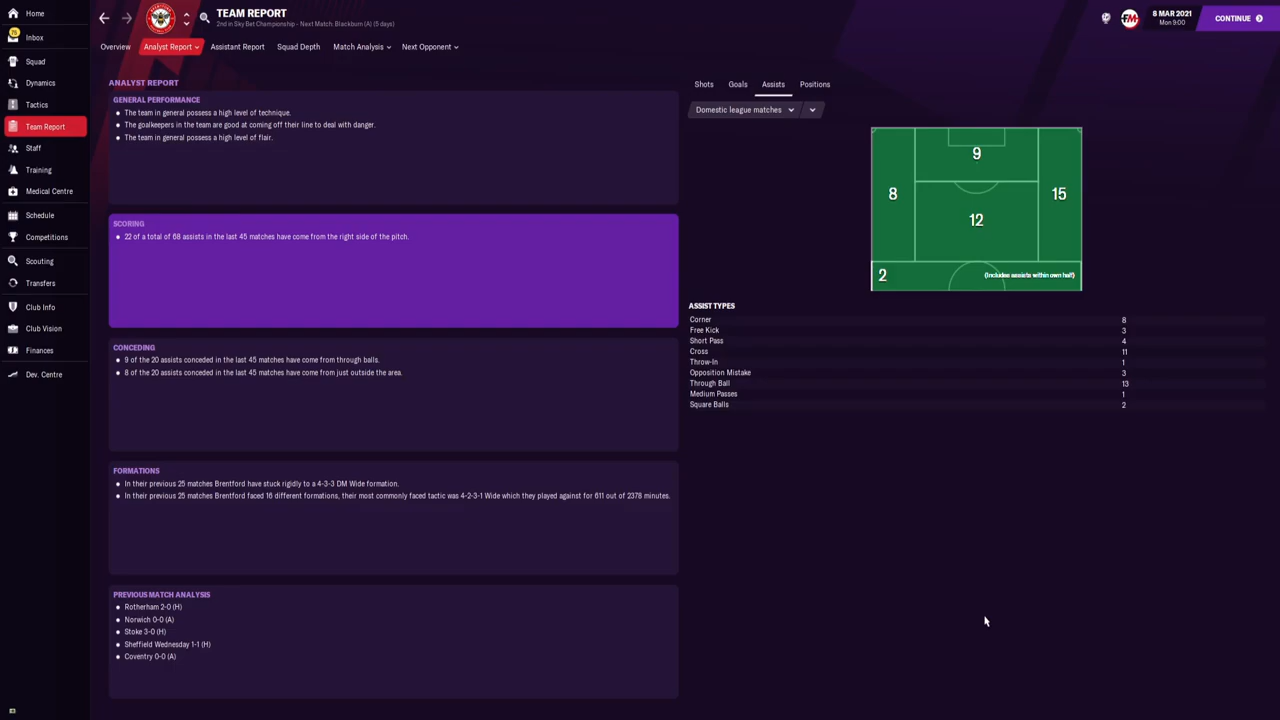 Home
75
Inbox
Squad
Dynamics
Tactics
Team Report
Staff
Training
Medical Centre
Schedule
Competitions
Scouting
Transfers
Club Info
Club Vision
Finances
Dev. Centre
TEAM REPORT
2nd in Sky Bet Championship - Next Match: Blackburn (A) (5 days)
FM
8 MAR 2021
Mon 9:00
CONTINUE
Overview
Analyst Report
Assistant Report
Squad Depth
Match Analysis
Next Opponent
ANALYST REPORT
GENERAL PERFORMANCE
• The team in general possess a high level of technique.
• The goalkeepers in the team are good at coming off their line to deal with danger.
• The team in general possess a high level of flair.
SCORING
• 22 of a total of 68 assists in the last 45 matches have come from the right side of the pitch.
CONCEDING
• 9 of the 20 assists conceded in the last 45 matches have come from through balls.
• 8 of the 20 assists conceded in the last 45 matches have come from just outside the area.
FORMATIONS
• In their previous 25 matches Brentford have stuck rigidly to a 4-3-3 DM Wide formation.
• In their previous 25 matches Brentford faced 16 different formations, their most commonly faced tactic was 4-2-3-1 Wide which they played against for 611 out of 2378 minutes.
PREVIOUS MATCH ANALYSIS
• Rotherham 2-0 (H)
• Norwich 0-0 (A)
• Stoke 3-0 (H)
• Sheffield Wednesday 1-1 (H)
• Coventry 0-0 (A)
Shots
Goals
Assists
Positions
Domestic league matches
9
8
15
12
2
(Includes assists within own half)
ASSIST TYPES
Corner 8
Free Kick 3
Short Pass 4
Cross 11
Throw-In 1
Opposition Mistake 3
Through Ball 13
Medium Passes 1
Square Balls 2